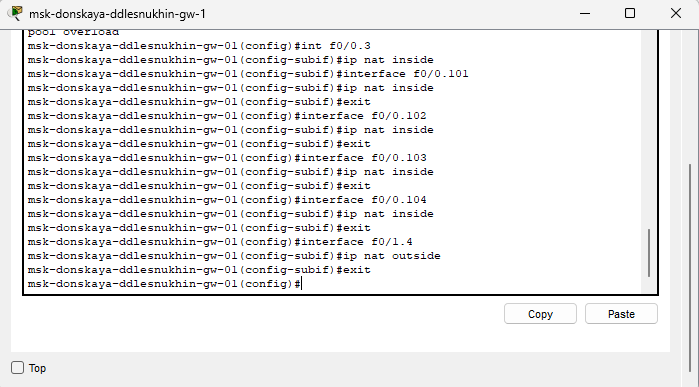 msk-donskaya-ddlesnukhin-gw-1
pool overload
msk-donskaya-ddlesnukhin-gw-01(config)#int f0/0.3
msk-donskaya-ddlesnukhin-gw-01(config-subif)#ip nat inside
msk-donskaya-ddlesnukhin-gw-01(config-subif)#interface f0/0.101
msk-donskaya-ddlesnukhin-gw-01(config-subif)#ip nat inside
msk-donskaya-ddlesnukhin-gw-01(config-subif)#exit
msk-donskaya-ddlesnukhin-gw-01(config)#interface f0/0.102
msk-donskaya-ddlesnukhin-gw-01(config-subif)#ip nat inside
msk-donskaya-ddlesnukhin-gw-01(config-subif)#exit
msk-donskaya-ddlesnukhin-gw-01(config)#interface f0/0.103
msk-donskaya-ddlesnukhin-gw-01(config-subif)#ip nat inside
msk-donskaya-ddlesnukhin-gw-01(config-subif)#exit
msk-donskaya-ddlesnukhin-gw-01(config)#interface f0/0.104
msk-donskaya-ddlesnukhin-gw-01(config-subif)#ip nat inside
msk-donskaya-ddlesnukhin-gw-01(config-subif)#exit
msk-donskaya-ddlesnukhin-gw-01(config)#interface f0/1.4
msk-donskaya-ddlesnukhin-gw-01(config-subif)#ip nat outside
msk-donskaya-ddlesnukhin-gw-01(config-subif)#exit
msk-donskaya-ddlesnukhin-gw-01(config)#
Copy Paste
Top